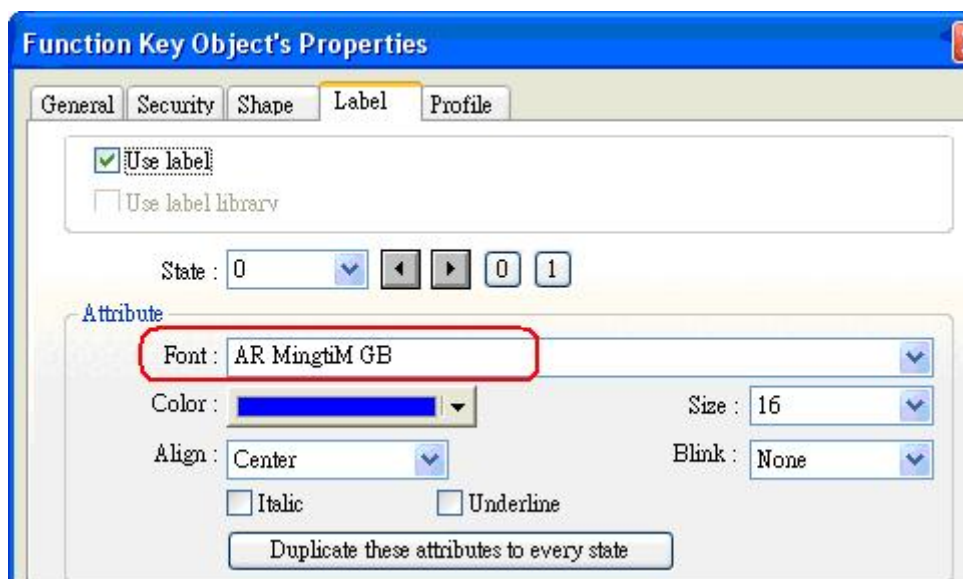 Function Key Object's Properties
General Security Shape Label Profile
Use label
Use label library
State : 0 0 1
Attribute
Font : AR MingtiM GB
Color : Size : 16
Align : Center Blink : None
Italic Underline
Duplicate these attributes to every state